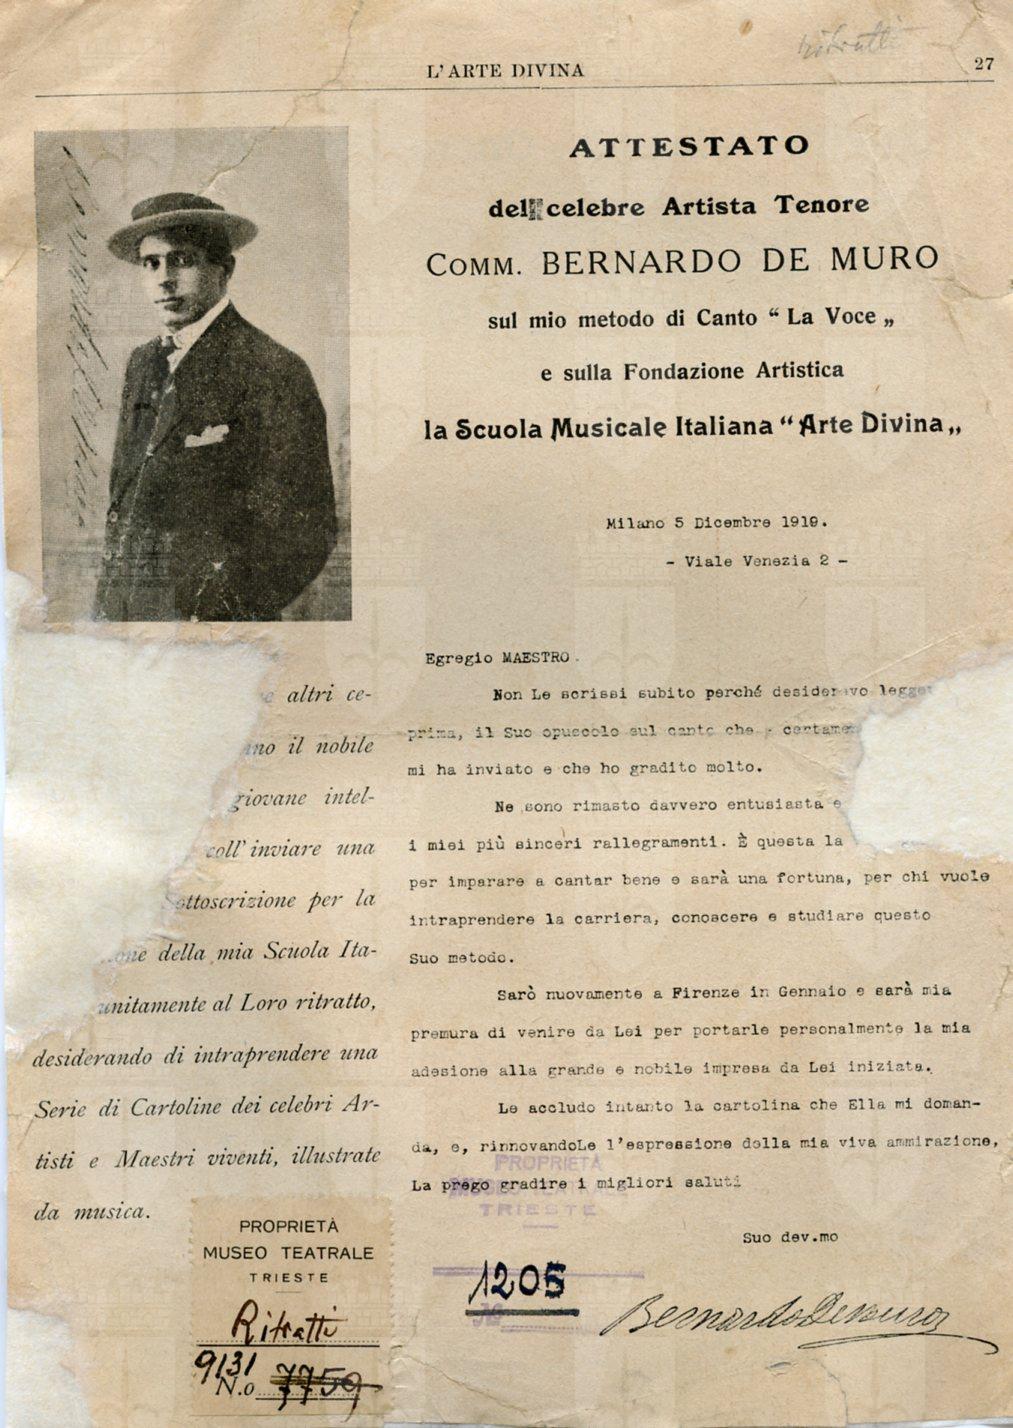 ritratti
L'ARTE DIVINA
27
ATTESTATO
del celebre Artista Tenore
COMM. BERNARDO DE MURO
sul mio metodo di Canto “ La Voce „
e sulla Fondazione Artistica
la Scuola Musicale Italiana “ Arte Divina „
Milano 5 Dicembre 1919.
- Viale Venezia 2 -
Egregio MAESTRO.
Non Le scrissi subito perché desideravo
prima, il Suo opuscolo sul canto che
mi ha inviato e che ho gradito molto.
Ne sono rimasto davvero entusiasta e
i miei più sinceri rallegramenti. È questa la
per imparare a cantar bene e sarà una fortuna, per chi vuole
intraprendere la carriera, conoscere e studiare questo
Suo metodo.
Sarò nuovamente a Firenze in Gennaio e sarà mia
premura di venire da Lei per portarle personalmente la mia
adesione alla grande e nobile impresa da Lei iniziata.
Le accludo intanto la cartolina che Ella mi doman-
da, e, rinnovandoLe l'espressione della mia viva ammirazione,
La prego gradire i migliori saluti
Suo dev.mo
Bernardo Demuro
altri ce-
il nobile
giovane intel-
coll'inviare una
Sottoscrizione per la
della mia Scuola Ita-
unitamente al Loro ritratto,
desiderando di intraprendere una
Serie di Cartoline dei celebri Ar-
tisti e Maestri viventi, illustrate
da musica.
PROPRIETÀ
MUSEO TEATRALE
TRIESTE
1205
PROPRIETÀ
MUSEO TEATRALE
TRIESTE
Ritratti
9131
N.o 7759